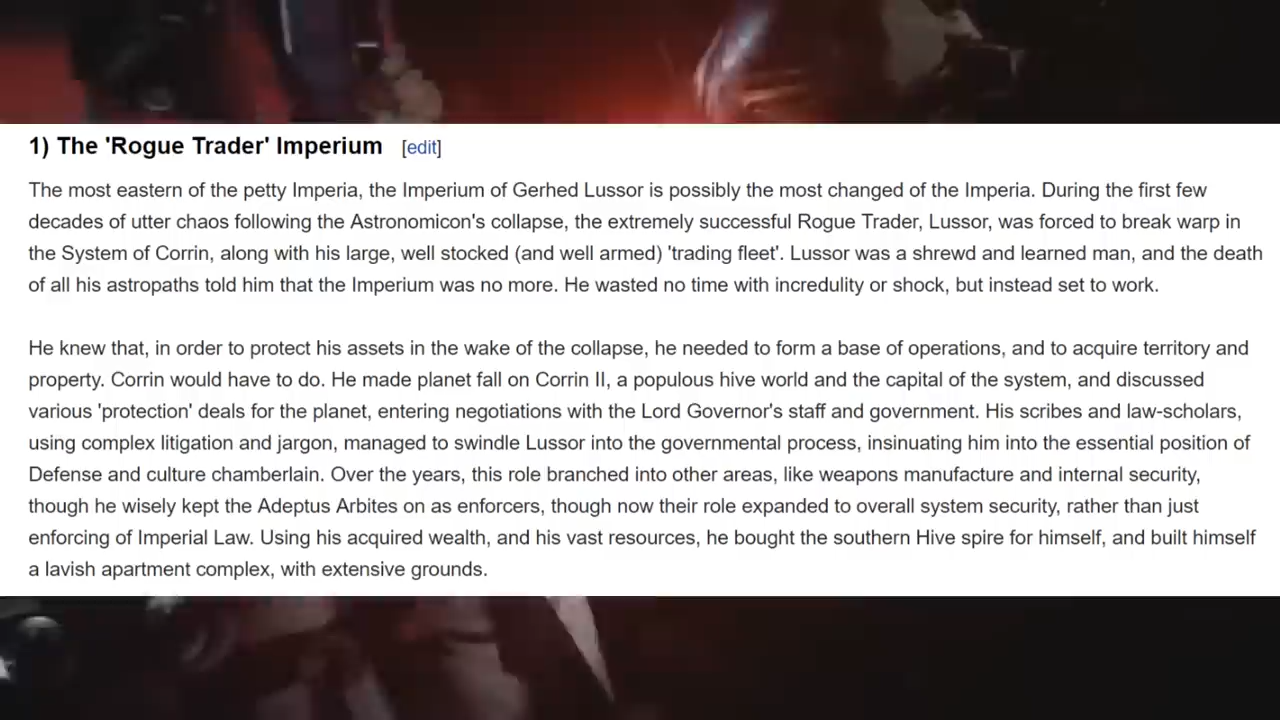 1) The 'Rogue Trader' Imperium [edit]
The most eastern of the petty Imperia, the Imperium of Gerhed Lussor is possibly the most changed of the Imperia. During the first few
decades of utter chaos following the Astronomicon's collapse, the extremely successful Rogue Trader, Lussor, was forced to break warp in
the System of Corrin, along with his large, well stocked (and well armed) 'trading fleet'. Lussor was a shrewd and learned man, and the death
of all his astropaths told him that the Imperium was no more. He wasted no time with incredulity or shock, but instead set to work.
He knew that, in order to protect his assets in the wake of the collapse, he needed to form a base of operations, and to acquire territory and
property. Corrin would have to do. He made planet fall on Corrin II, a populous hive world and the capital of the system, and discussed
various 'protection' deals for the planet, entering negotiations with the Lord Governor's staff and government. His scribes and law-scholars,
using complex litigation and jargon, managed to swindle Lussor into the governmental process, insinuating him into the essential position of
Defense and culture chamberlain. Over the years, this role branched into other areas, like weapons manufacture and internal security,
though he wisely kept the Adeptus Arbites on as enforcers, though now their role expanded to overall system security, rather than just
enforcing of Imperial Law. Using his acquired wealth, and his vast resources, he bought the southern Hive spire for himself, and built himself
a lavish apartment complex, with extensive grounds.